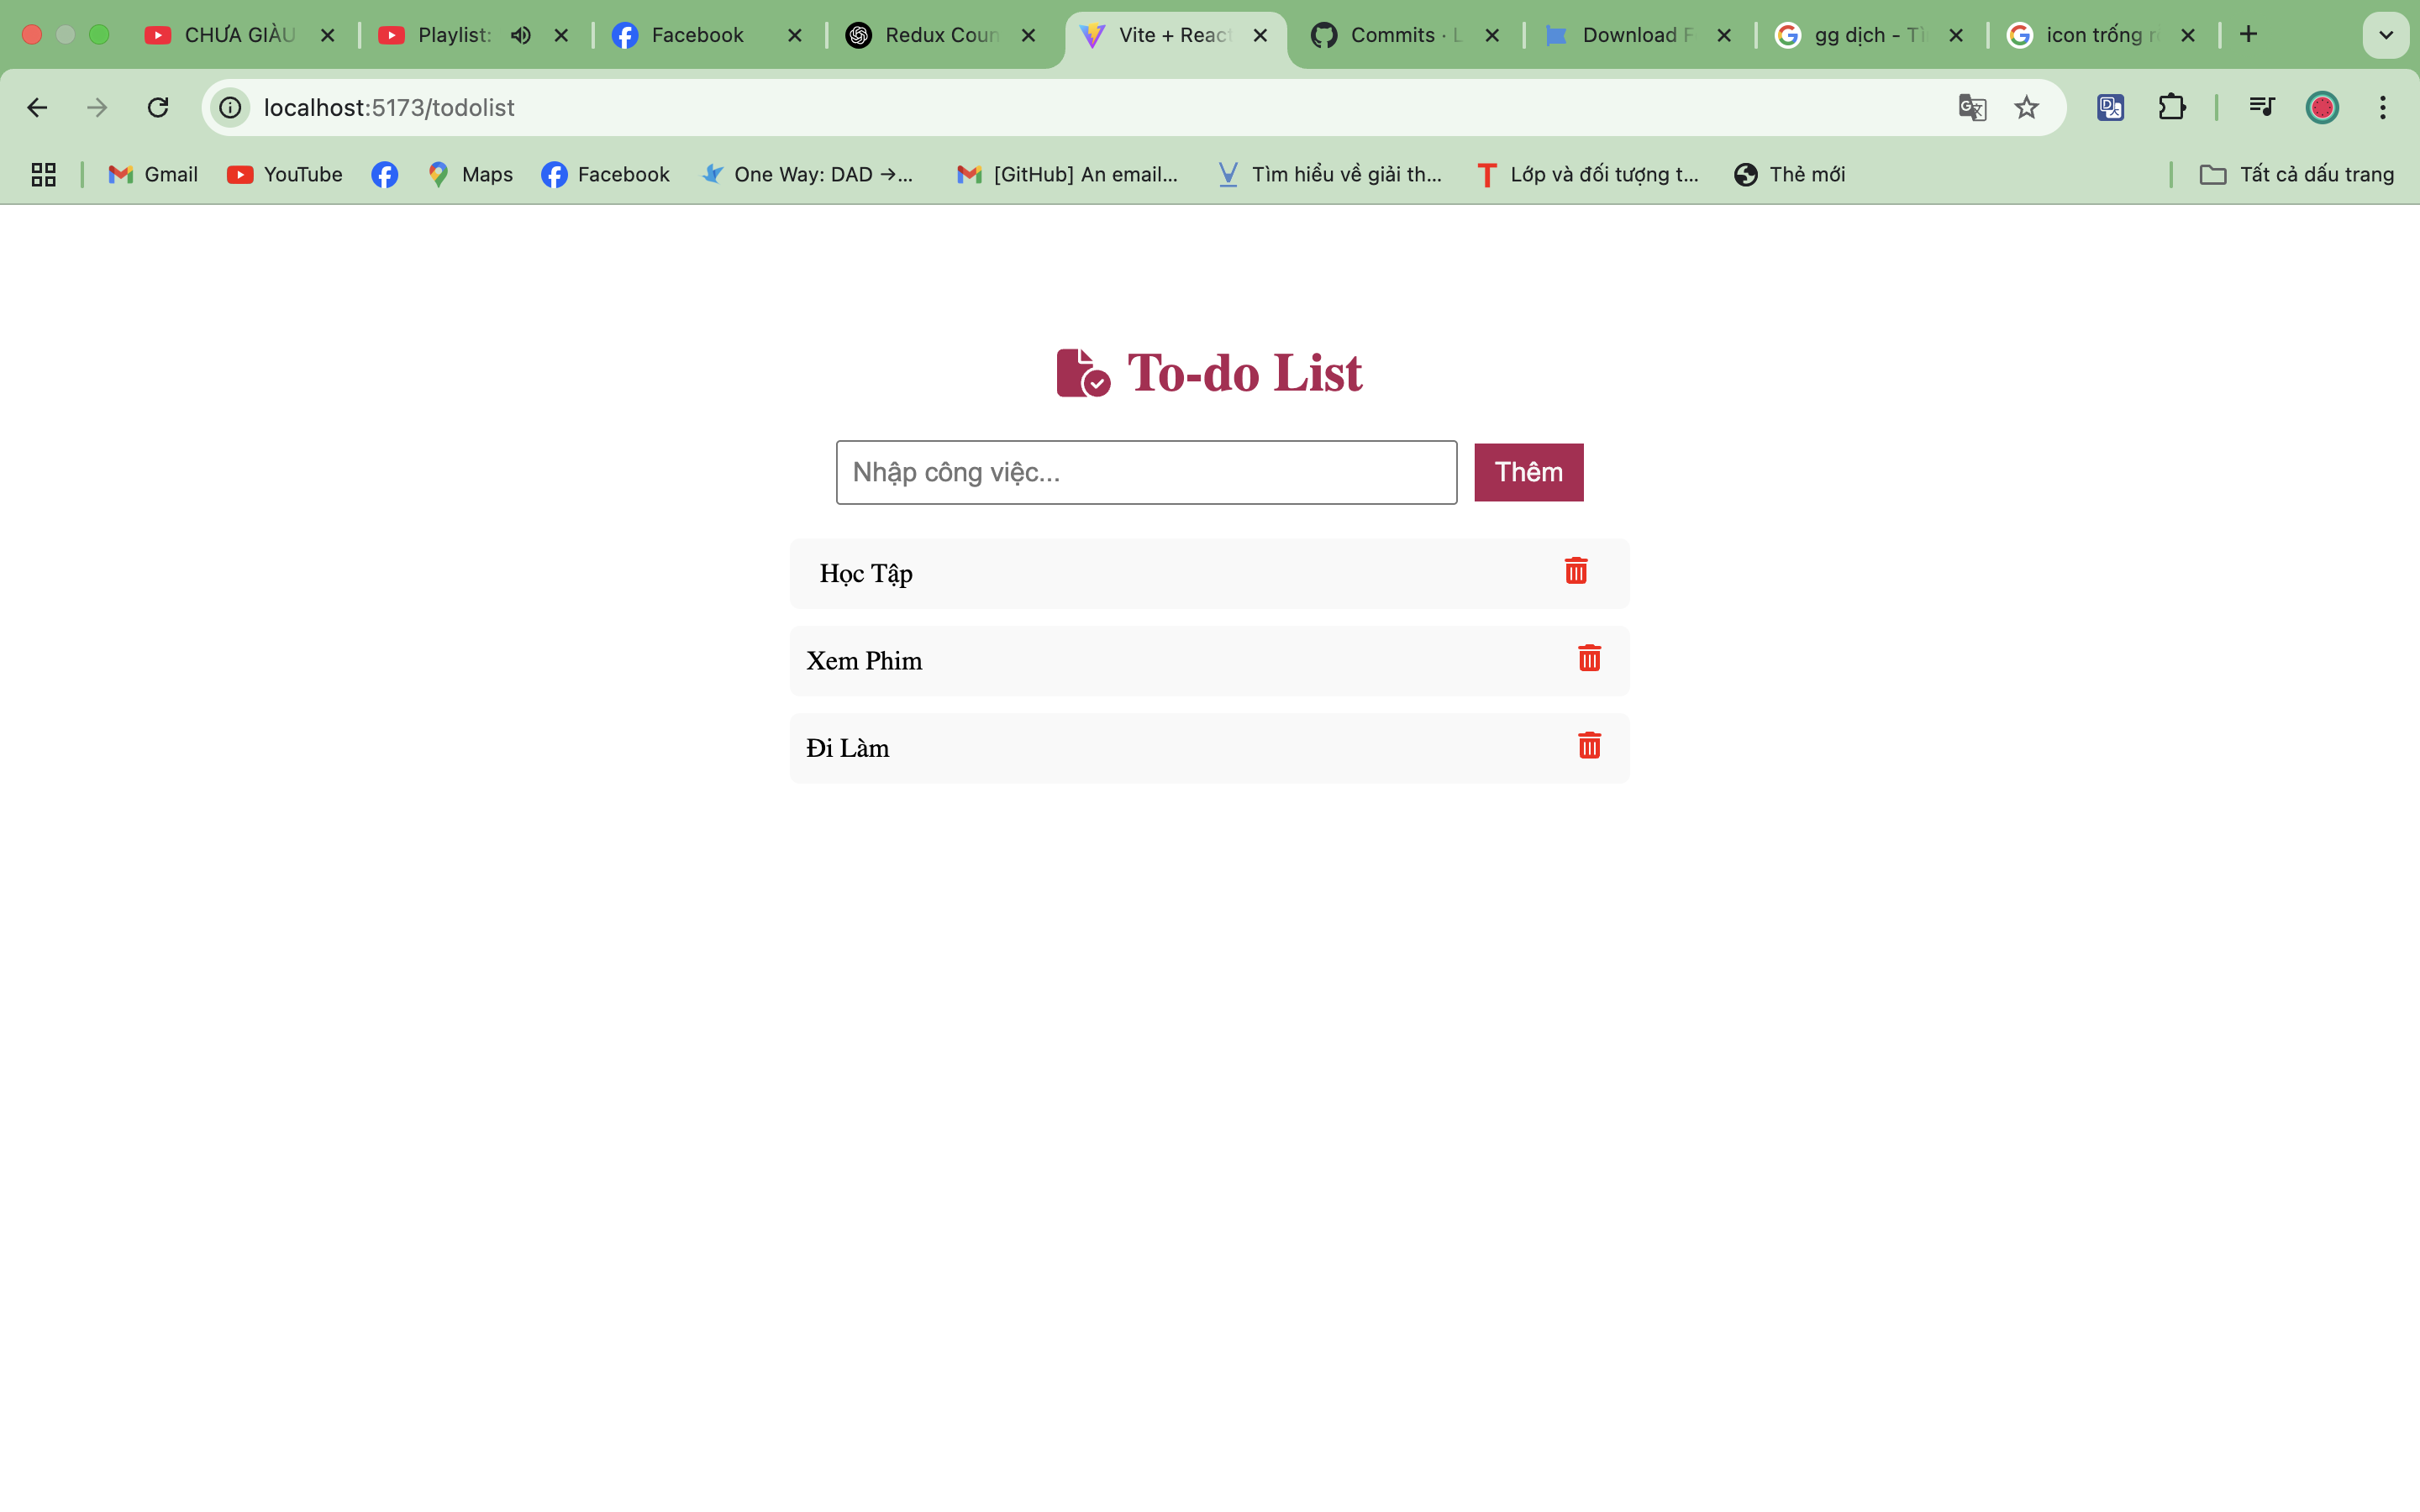 CHƯA GIÀU
Playlist:
Facebook
Redux Coun
Vite + React
Commits · L
Download F
gg dịch - Tì
icon trống r
localhost:5173/todolist
Gmail
YouTube
Maps
Facebook
One Way: DAD →...
[GitHub] An email...
Tìm hiểu về giải th...
Lớp và đối tượng t...
Thẻ mới
Tất cả dấu trang
To-do List
Nhập công việc...
Thêm
Học Tập
Xem Phim
Đi Làm